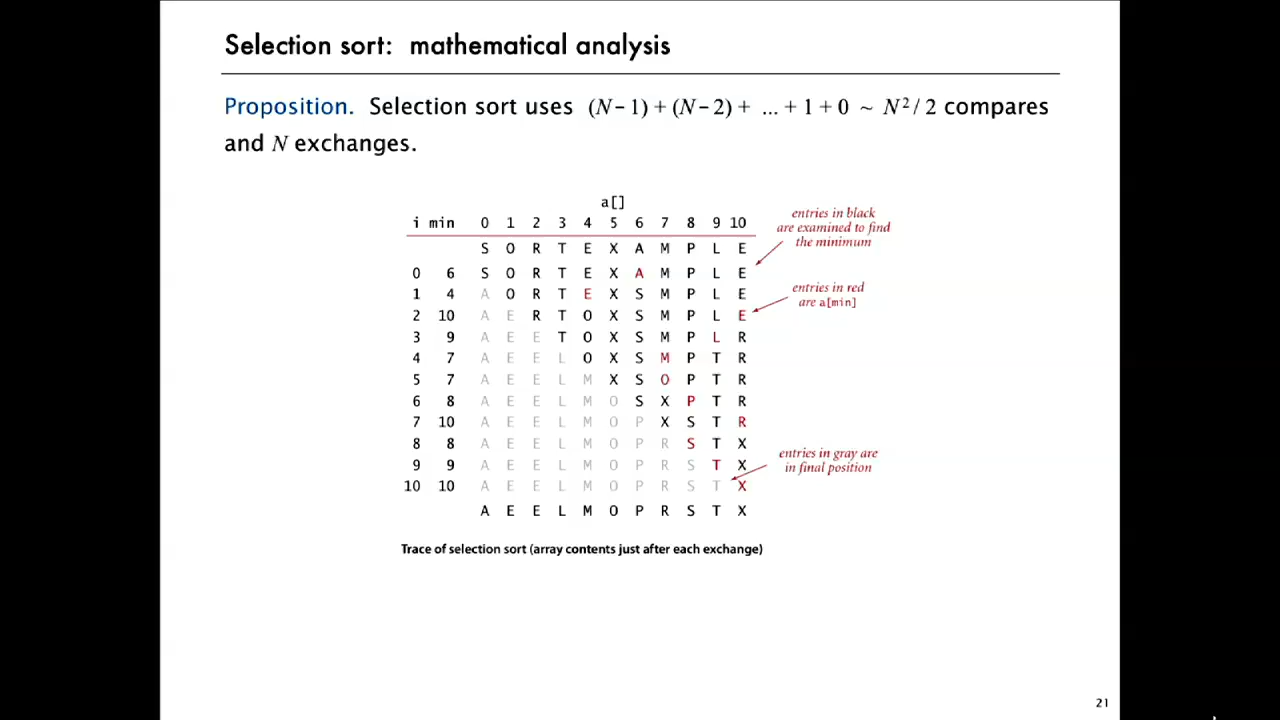 Selection sort: mathematical analysis
Proposition. Selection sort uses (N – 1) + (N – 2) + ... + 1 + 0 ~ N² / 2 compares
and N exchanges.
a[]
i min 0 1 2 3 4 5 6 7 8 9 10
S O R T E X A M P L E
0 6 S O R T E X A M P L E
1 4 A O R T E X S M P L E
2 10 A E R T O X S M P L E
3 9 A E E T O X S M P L R
4 7 A E E L O X S M P T R
5 7 A E E L M X S O P T R
6 8 A E E L M O S X P T R
7 10 A E E L M O P X S T R
8 8 A E E L M O P R S T X
9 9 A E E L M O P R S T X
10 10 A E E L M O P R S T X
A E E L M O P R S T X
entries in black
are examined to find
the minimum
entries in red
are a[min]
entries in gray are
in final position
Trace of selection sort (array contents just after each exchange)
21